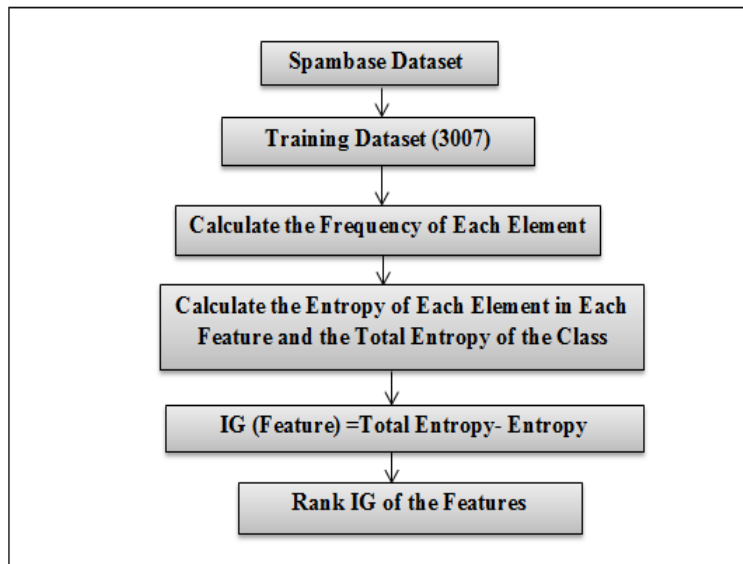 Spambase Dataset
Training Dataset (3007)
Calculate the Frequency of Each Element
Calculate the Entropy of Each Element in Each
Feature and the Total Entropy of the Class
IG (Feature) =Total Entropy- Entropy
Rank IG of the Features